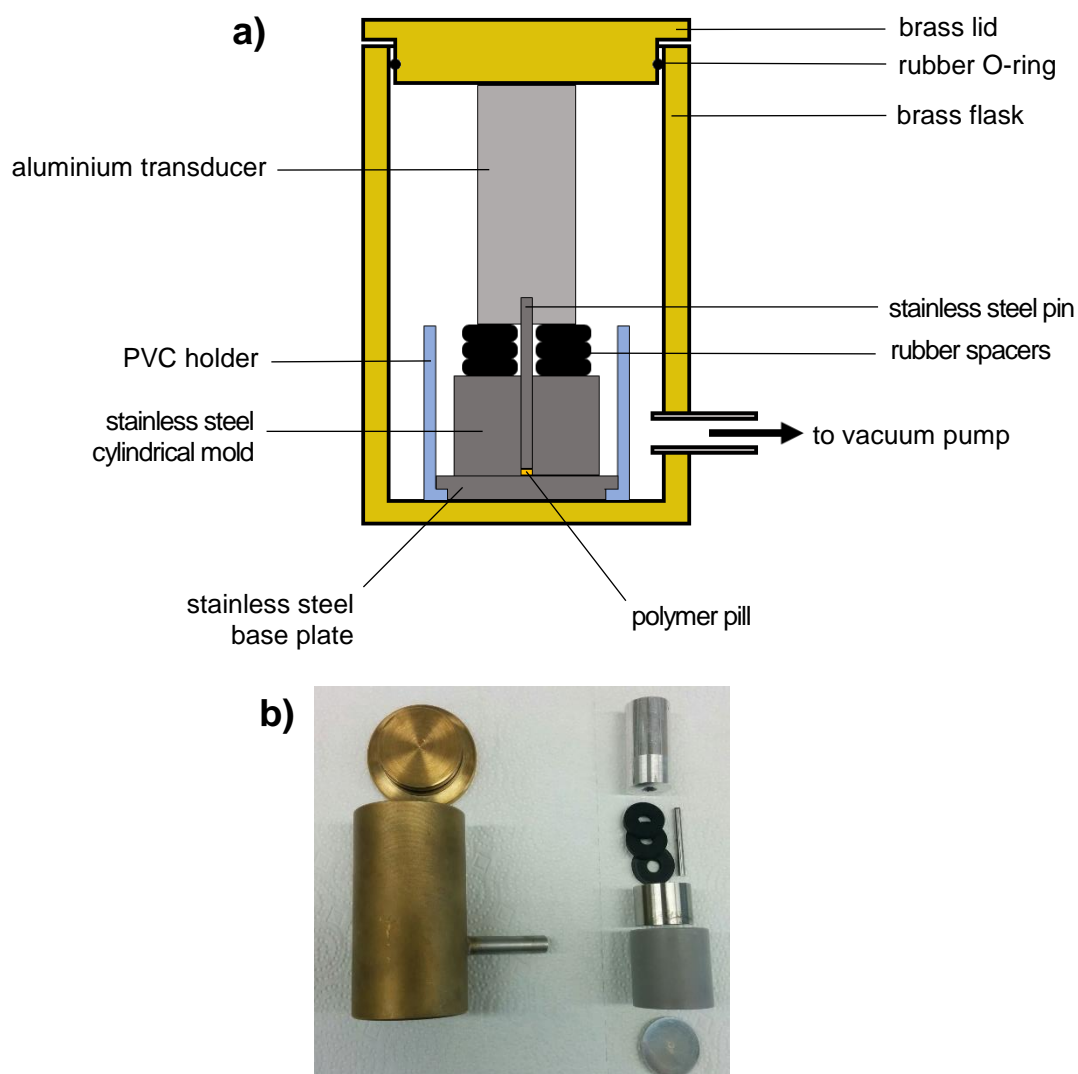 a)
brass lid
rubber O-ring
brass flask
aluminium transducer
stainless steel pin
rubber spacers
PVC holder
stainless steel
cylindrical mold
to vacuum pump
stainless steel
base plate
polymer pill
b)